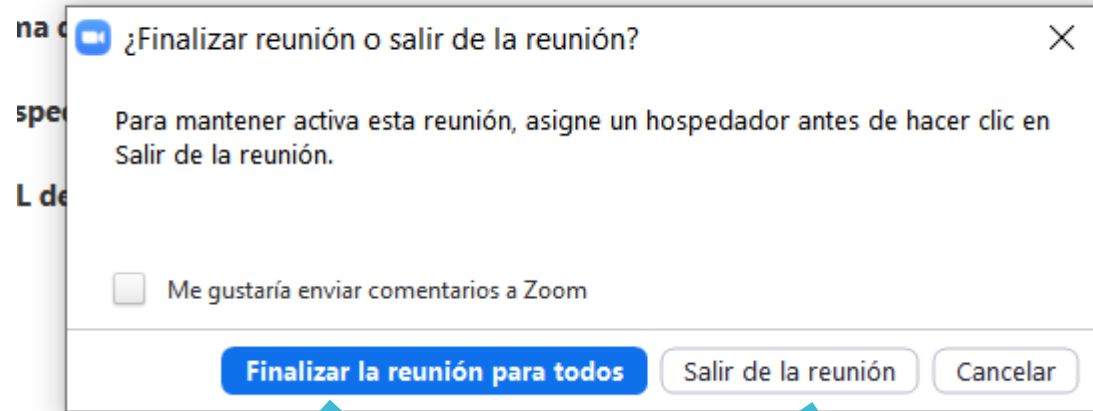 ¿Finalizar reunión o salir de la reunión?
Para mantener activa esta reunión, asigne un hospedador antes de hacer clic en
Salir de la reunión.
Me gustaría enviar comentarios a Zoom
Finalizar la reunión para todos
Salir de la reunión
Cancelar